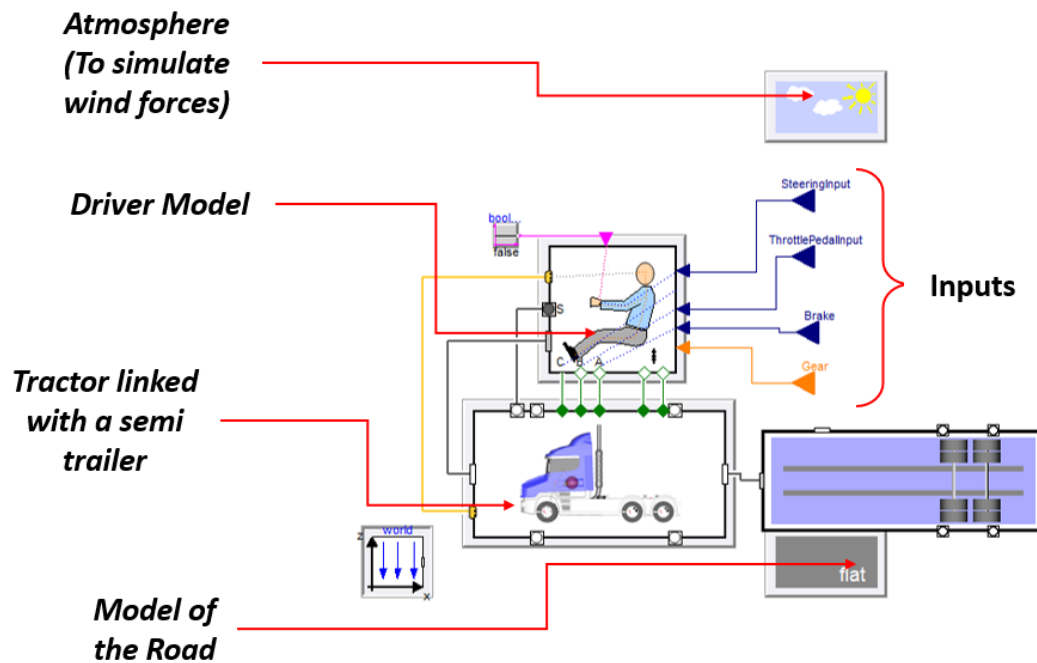 Atmosphere
(To simulate
wind forces)
Driver Model
bool...
false
S
C B A
SteeringInput
ThrottlePedalInput
Brake
Gear
Inputs
Tractor linked
with a semi
trailer
world
z
x
flat
Model of
the Road